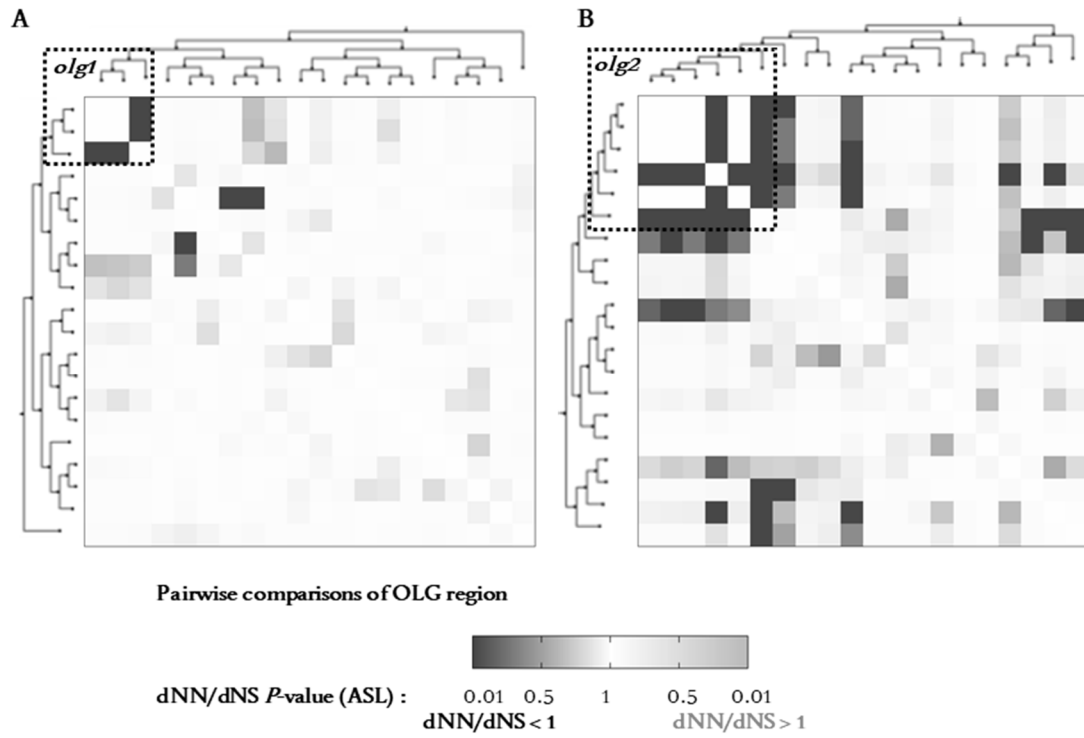 A
B
olg1
olg2
Pairwise comparisons of OLG region
dNN/dNS P-value (ASL) : 0.01 0.5 1 0.5 0.01
dNN/dNS < 1 dNN/dNS > 1